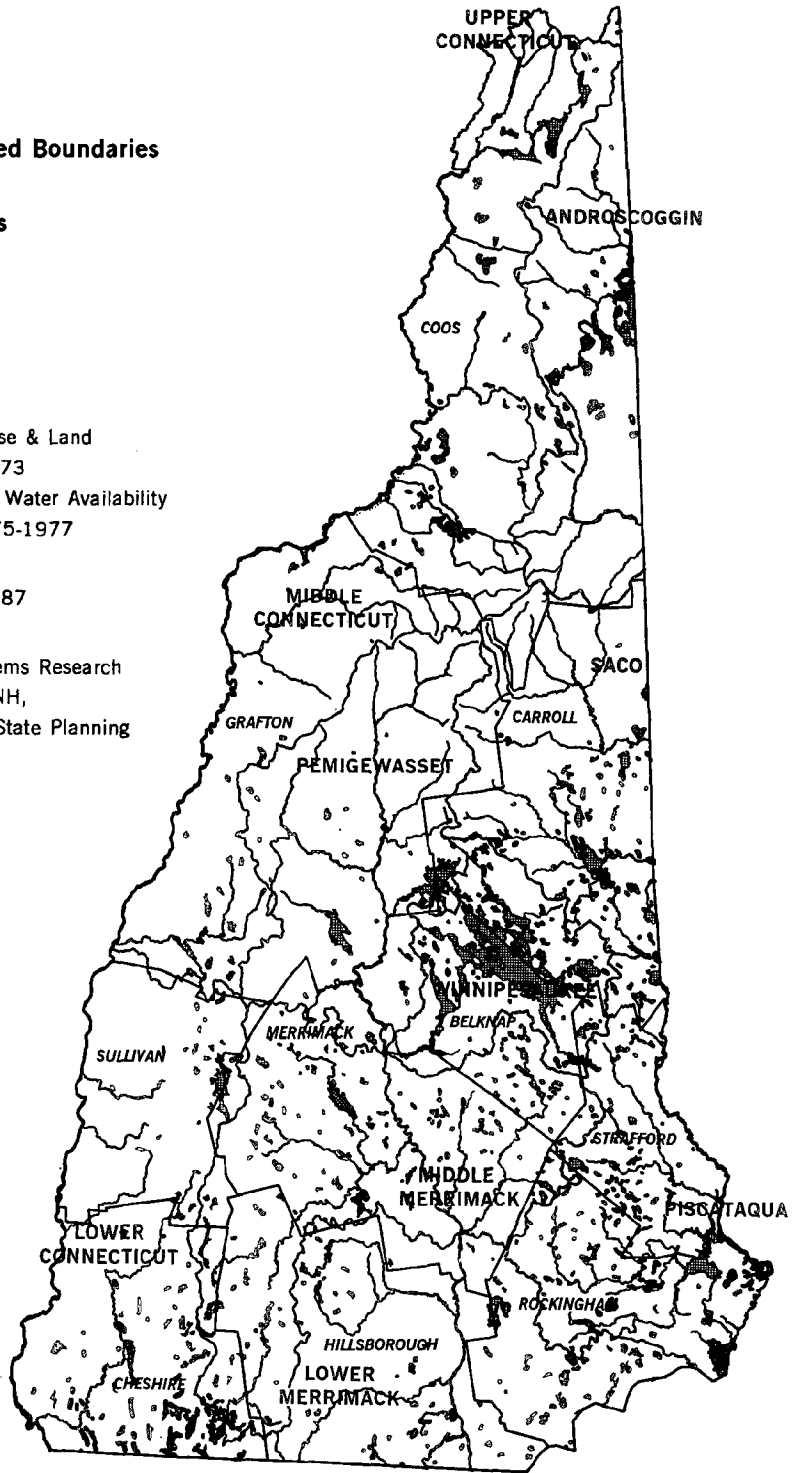 UPPER
CONNECTICUT
ed Boundaries
s
ANDROSCOGGIN
COOS
se & Land
73
Water Availability
75-1977
87
MIDDLE
CONNECTICUT
ems Research
NH,
State Planning
SACO
GRAFTON
CARROLL
PEMIGEWASSET
WINNIPESAUKEE
BELKNAP
MERRIMACK
SULLIVAN
STRAFFORD
MIDDLE
MERRIMACK
PISCATAQUA
LOWER
CONNECTICUT
ROCKINGHAM
HILLSBOROUGH
LOWER
MERRIMACK
CHESHIRE